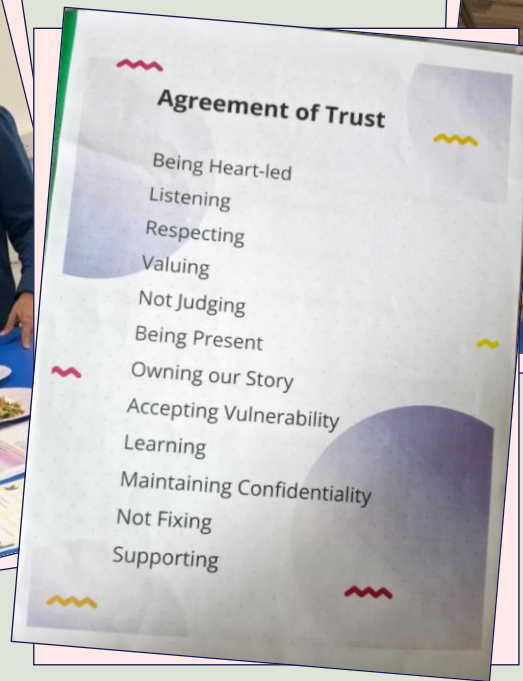 Agreement of Trust
Being Heart-led
Listening
Respecting
Valuing
Not Judging
Being Present
Owning our Story
Accepting Vulnerability
Learning
Maintaining Confidentiality
Not Fixing
Supporting